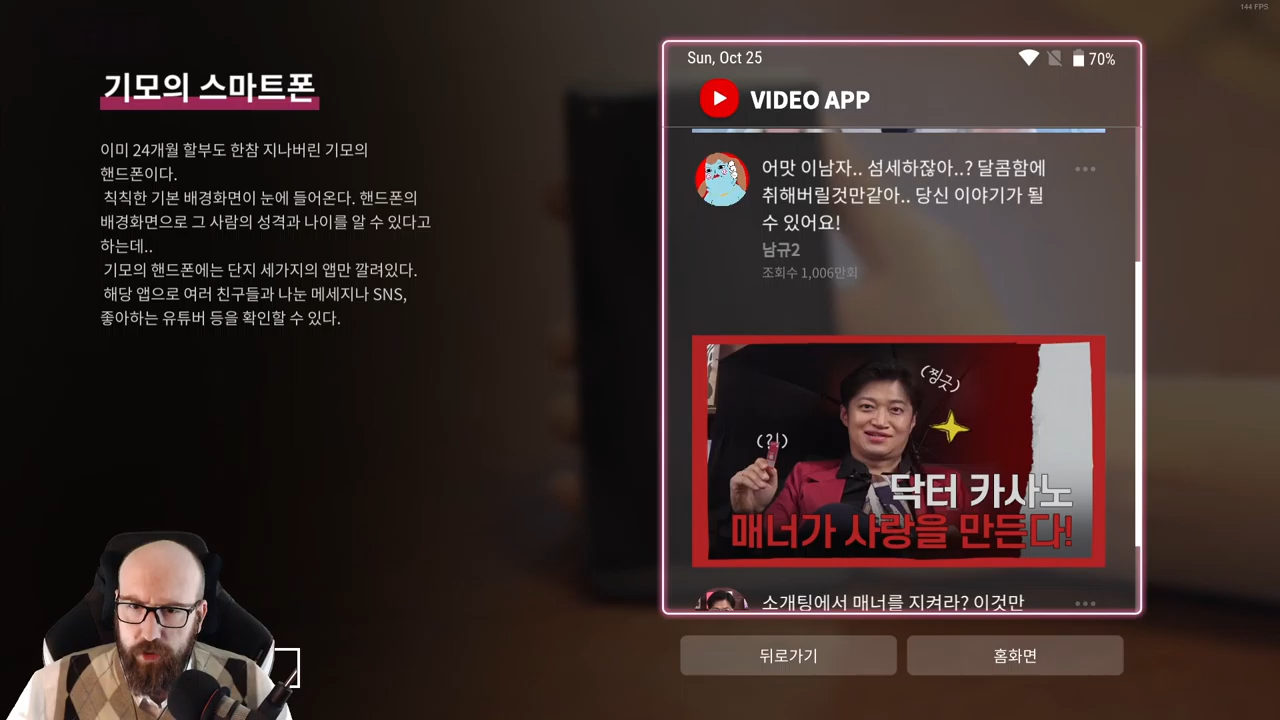 144 FPS
기모의 스마트폰
이미 24개월 할부도 한참 지나버린 기모의
핸드폰이다.
칙칙한 기본 배경화면이 눈에 들어온다. 핸드폰의
배경화면으로 그 사람의 성격과 나이를 알 수 있다고
하는데..
기모의 핸드폰에는 단지 세가지의 앱만 깔려있다.
해당 앱으로 여러 친구들과 나눈 메세지나 SNS,
좋아하는 유튜버 등을 확인할 수 있다.
Sun, Oct 25
70%
VIDEO APP
어맛 이남자.. 섬세하잖아..? 달콤함에
취해버릴것만같아.. 당신 이야기가 될
수 있어요!
남규2
조회수 1,006만회
(찡긋)
(?!)
닥터 카사노
매너가 사랑을 만든다!
소개팅에서 매너를 지켜라? 이것만
뒤로가기
홈화면